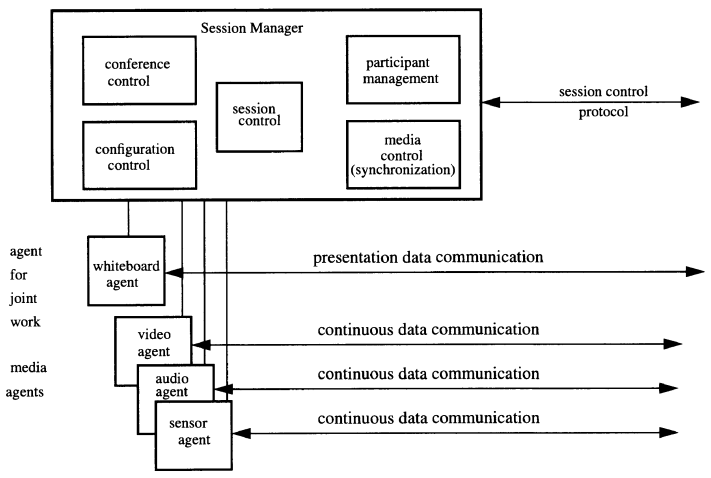 Session Manager
conference
control
participant
management
session
control
configuration
control
media
control
(synchronization)
session control
protocol
agent
for
joint
work
whiteboard
agent
presentation data communication
video
agent
continuous data communication
media
agents
audio
agent
continuous data communication
sensor
agent
continuous data communication